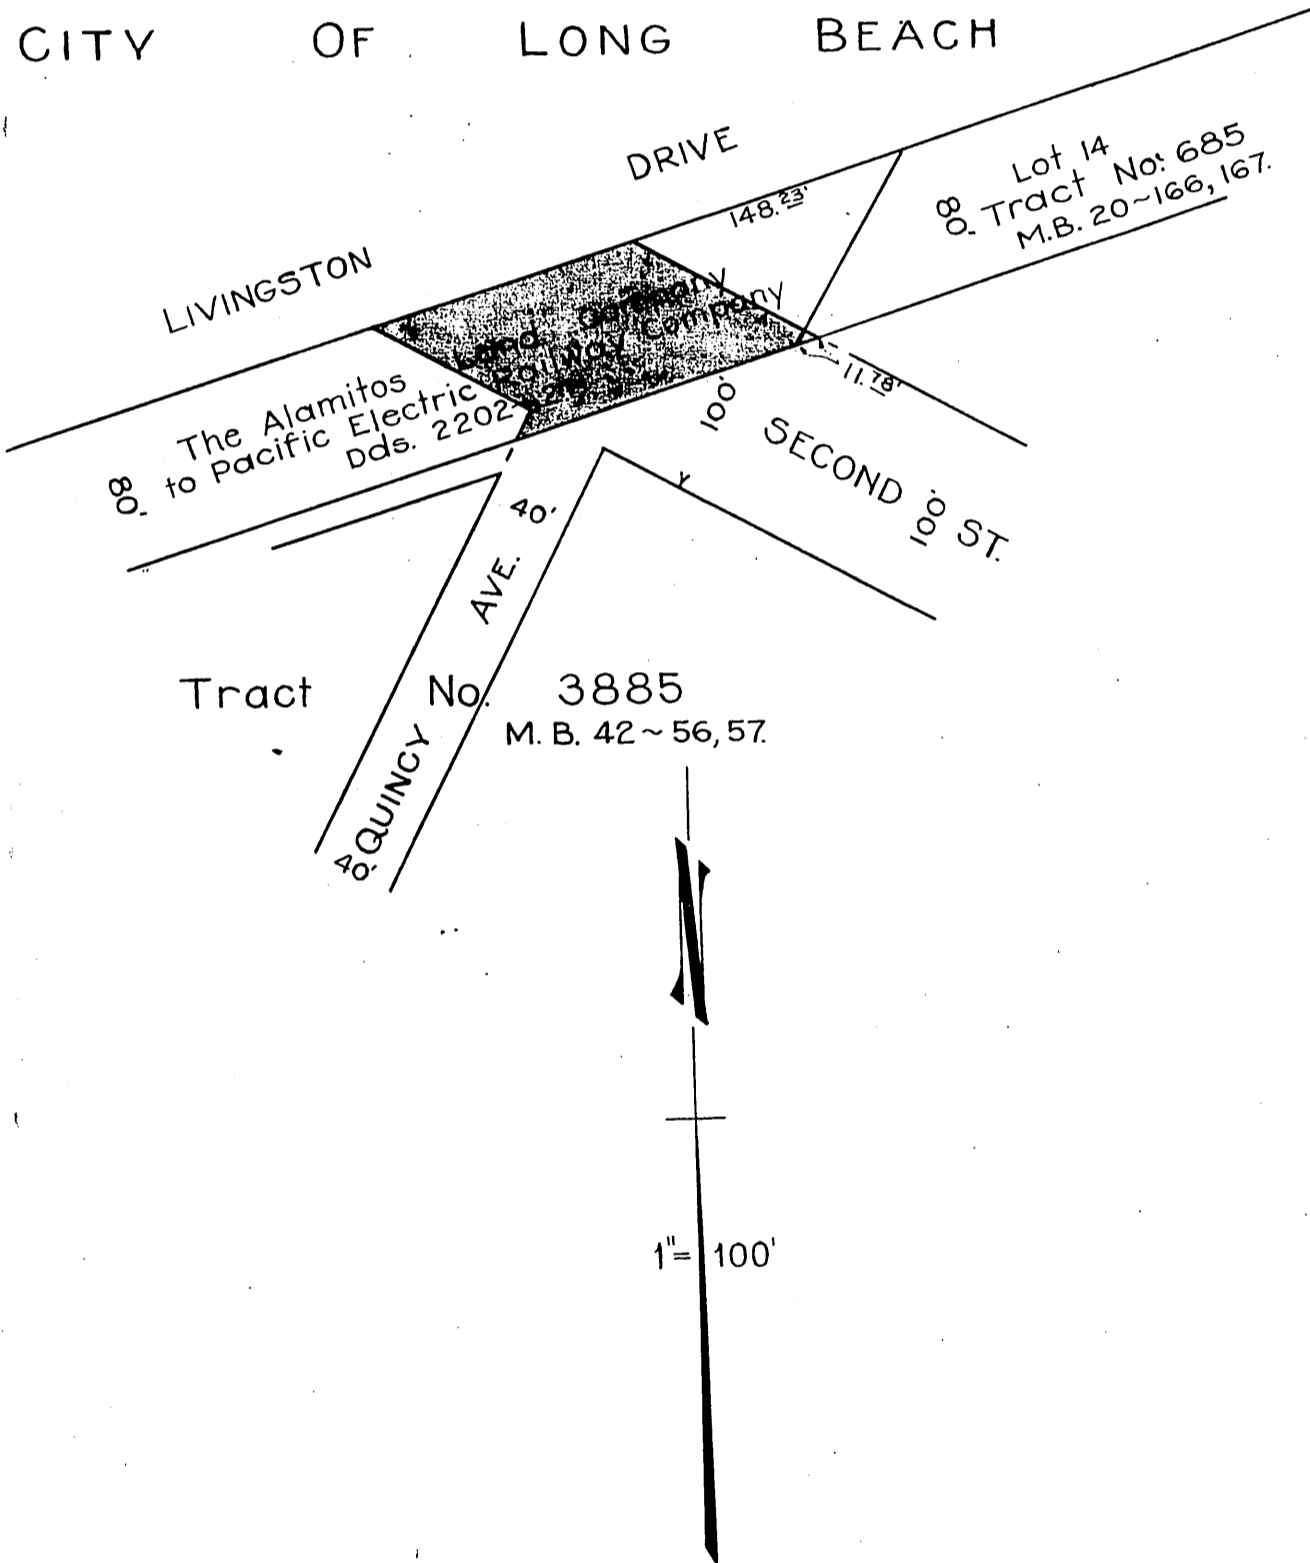 CITY OF LONG BEACH
LIVINGSTON DRIVE
148.23'
Lot 14
80. Tract No. 685
M.B. 20~166, 167.
The Alamitos Land Company
80. to Pacific Electric Railway Company
Dds. 2202
11.78'
100'
SECOND ST.
100'
40'
QUINCY AVE.
40'
Tract No. 3885
M. B. 42~56, 57.
N
1"= 100'